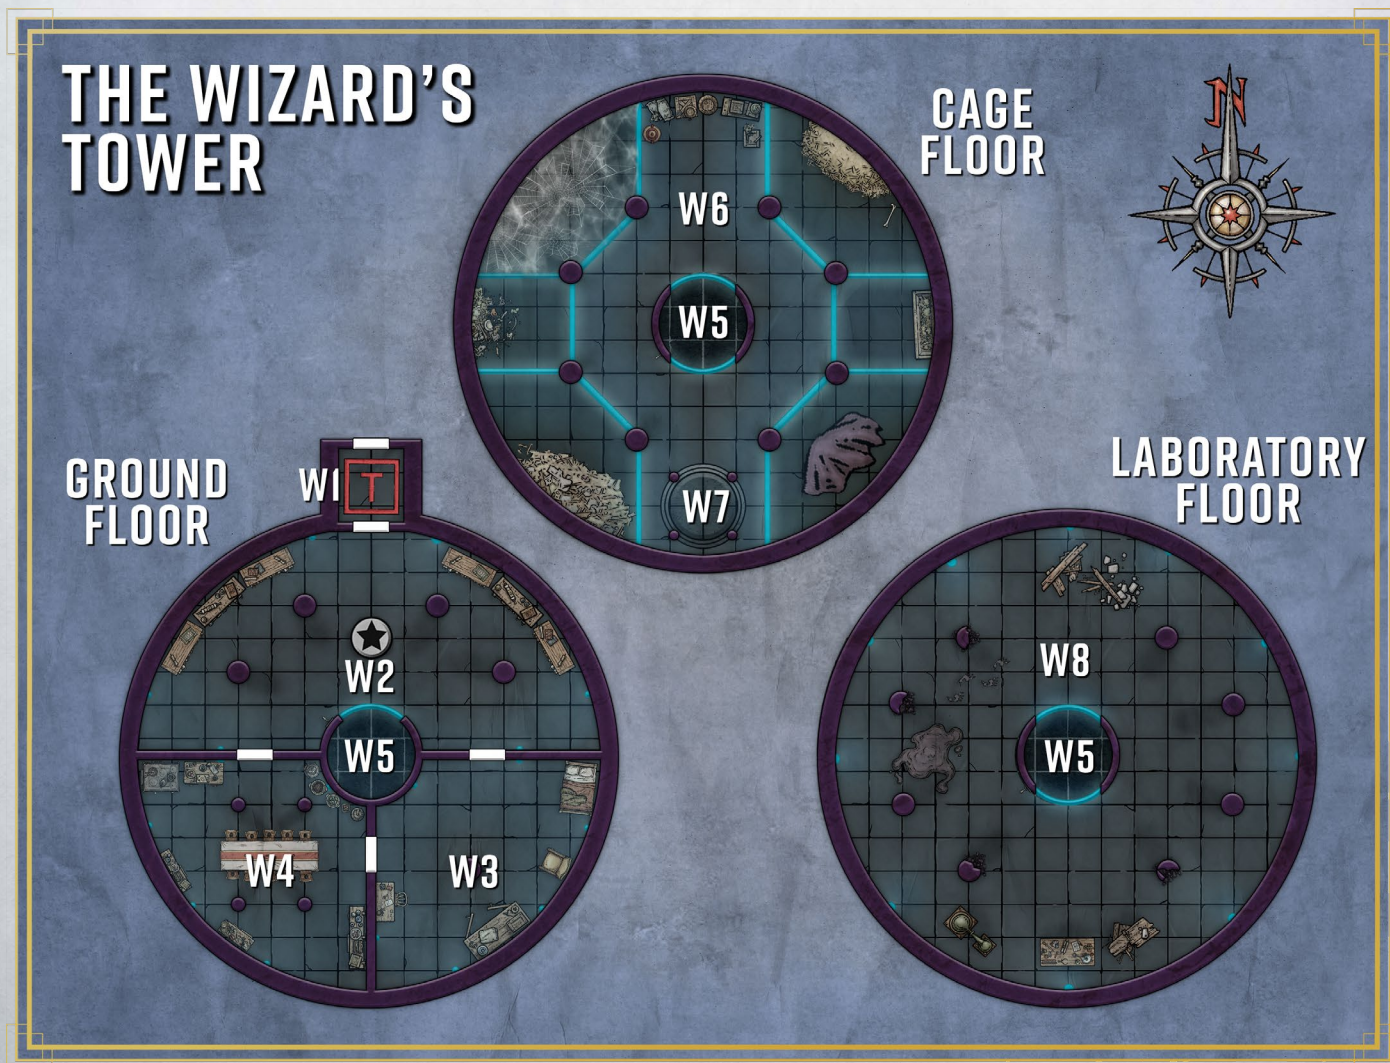 THE WIZARD'S
TOWER
CAGE
FLOOR
N
W6
W5
W7
GROUND
FLOOR
W1
T
W2
W5
W4
W3
LABORATORY
FLOOR
W8
W5